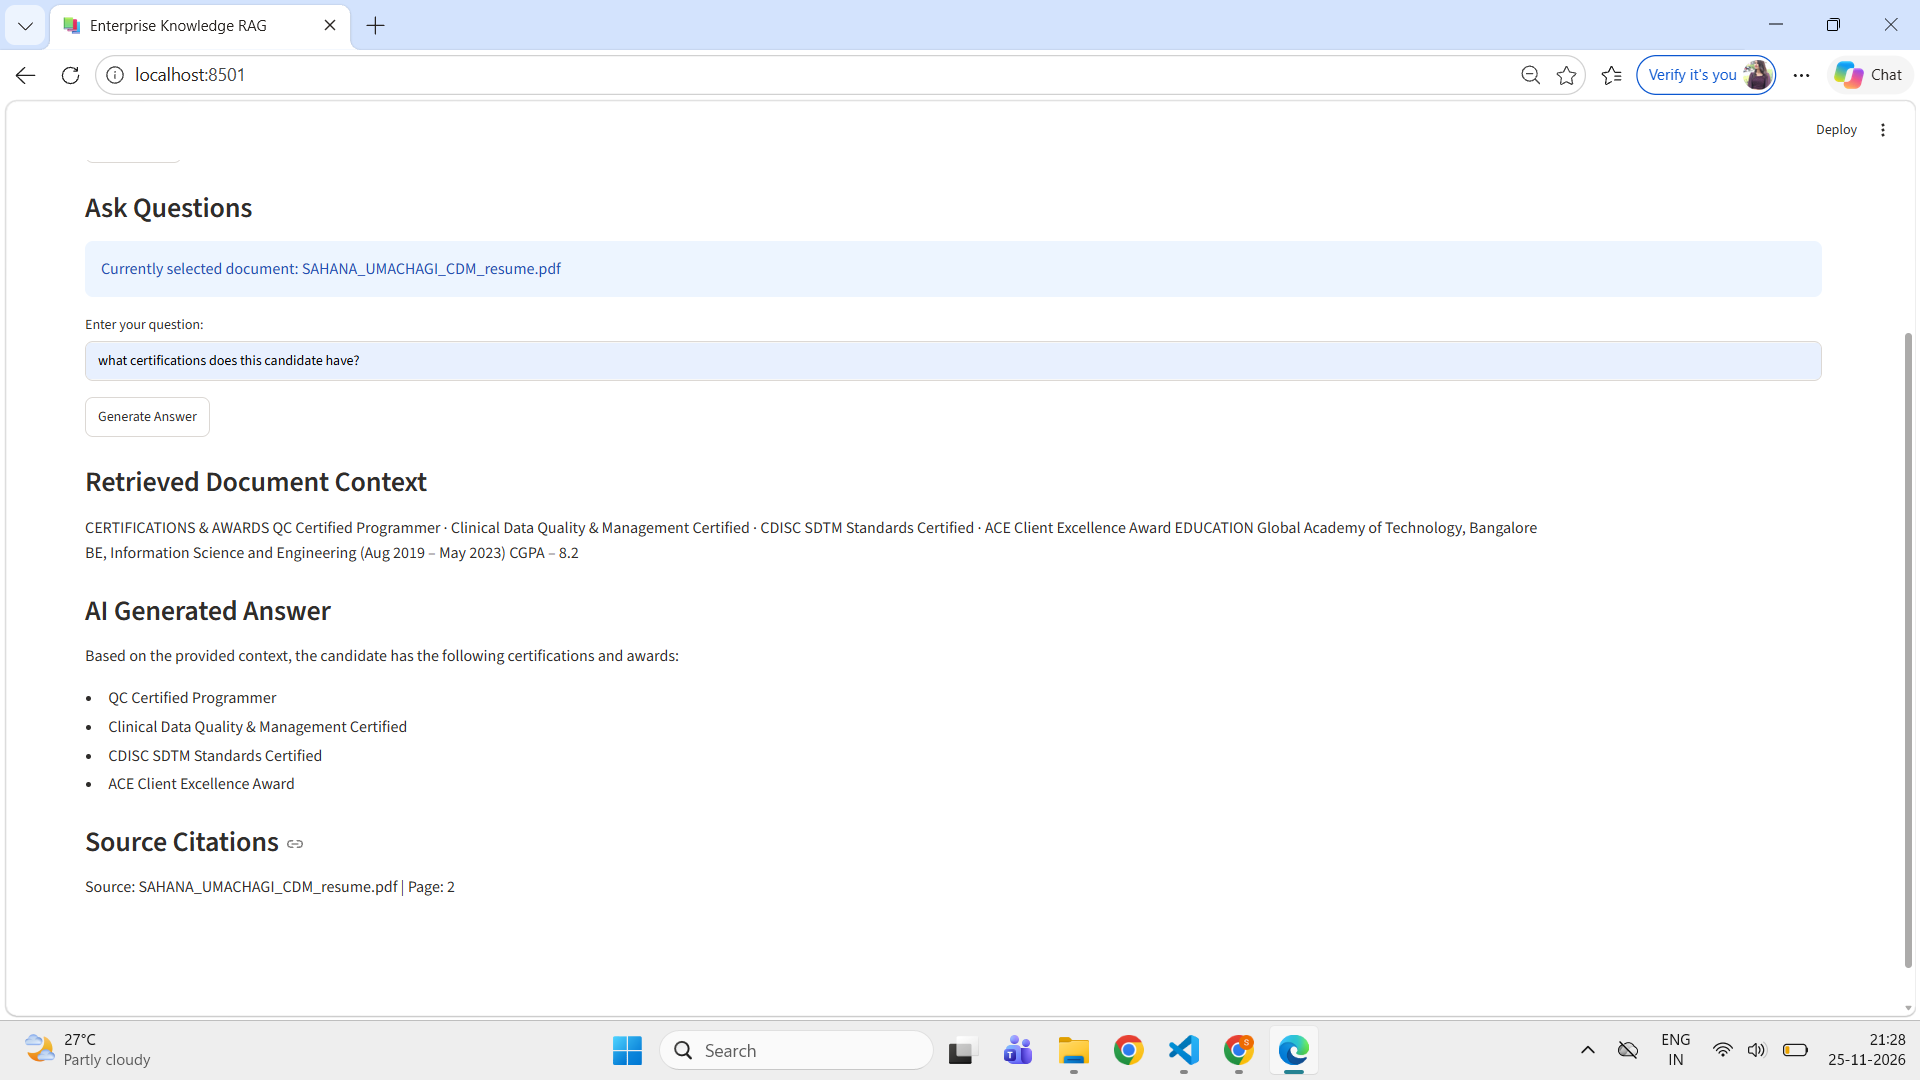 Enterprise Knowledge RAG
localhost:8501
Verify it's you
Chat
Deploy
Ask Questions
Currently selected document: SAHANA_UMACHAGI_CDM_resume.pdf
Enter your question:
what certifications does this candidate have?
Generate Answer
Retrieved Document Context
CERTIFICATIONS & AWARDS QC Certified Programmer · Clinical Data Quality & Management Certified · CDISC SDTM Standards Certified · ACE Client Excellence Award EDUCATION Global Academy of Technology, Bangalore
BE, Information Science and Engineering (Aug 2019 – May 2023) CGPA – 8.2
AI Generated Answer
Based on the provided context, the candidate has the following certifications and awards:
• QC Certified Programmer
• Clinical Data Quality & Management Certified
• CDISC SDTM Standards Certified
• ACE Client Excellence Award
Source Citations
Source: SAHANA_UMACHAGI_CDM_resume.pdf | Page: 2
27°C
Partly cloudy
Search
ENG
IN
21:28
25-11-2026